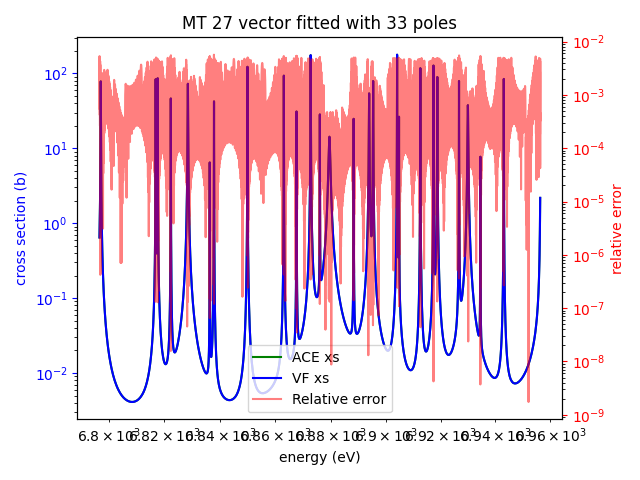 MT 27 vector fitted with 33 poles
10²
10¹
10⁰
10⁻¹
10⁻²
cross section (b)
10⁻²
10⁻³
10⁻⁴
10⁻⁵
10⁻⁶
10⁻⁷
10⁻⁸
10⁻⁹
relative error
ACE xs
VF xs
Relative error
6.8 × 10³ 6.82 × 10³ 6.84 × 10³ 6.86 × 10³ 6.88 × 10³ 6.9 × 10³ 6.92 × 10³ 6.94 × 10³ 6.96 × 10³
energy (eV)